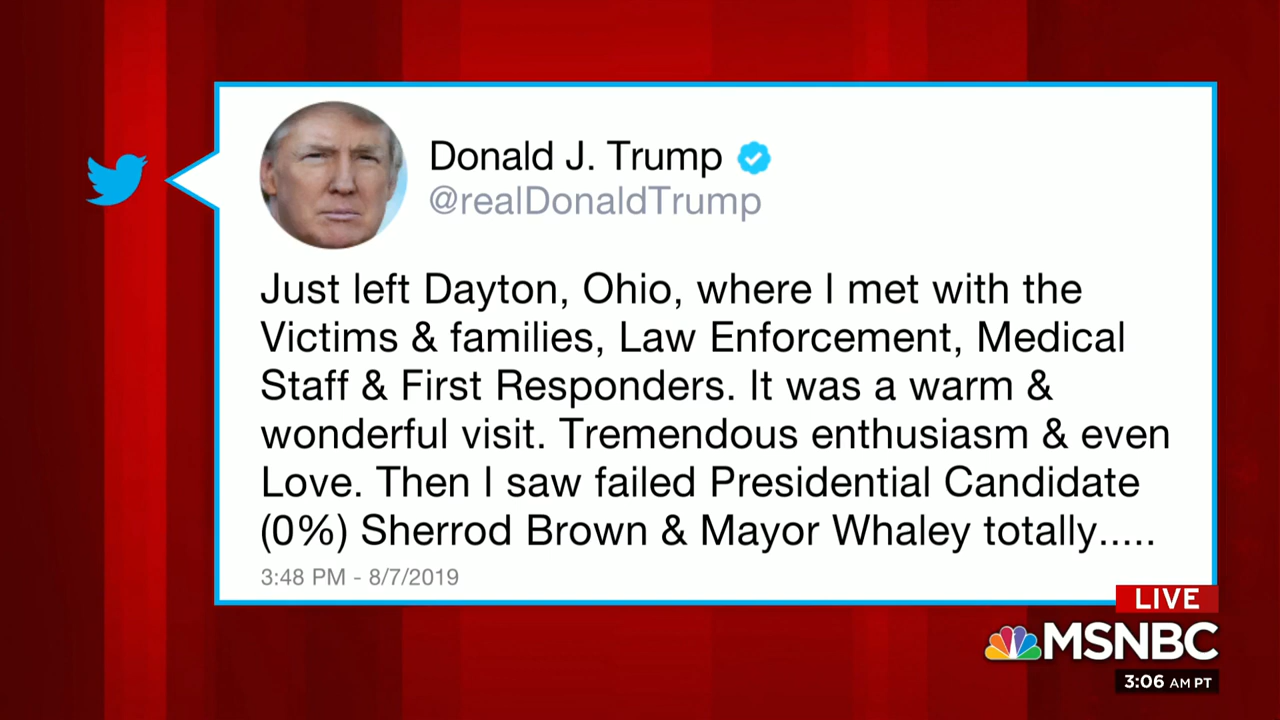 Donald J. Trump
@realDonaldTrump
Just left Dayton, Ohio, where I met with the
Victims & families, Law Enforcement, Medical
Staff & First Responders. It was a warm &
wonderful visit. Tremendous enthusiasm & even
Love. Then I saw failed Presidential Candidate
(0%) Sherrod Brown & Mayor Whaley totally.....
3:48 PM - 8/7/2019
LIVE
MSNBC
3:06 AM PT